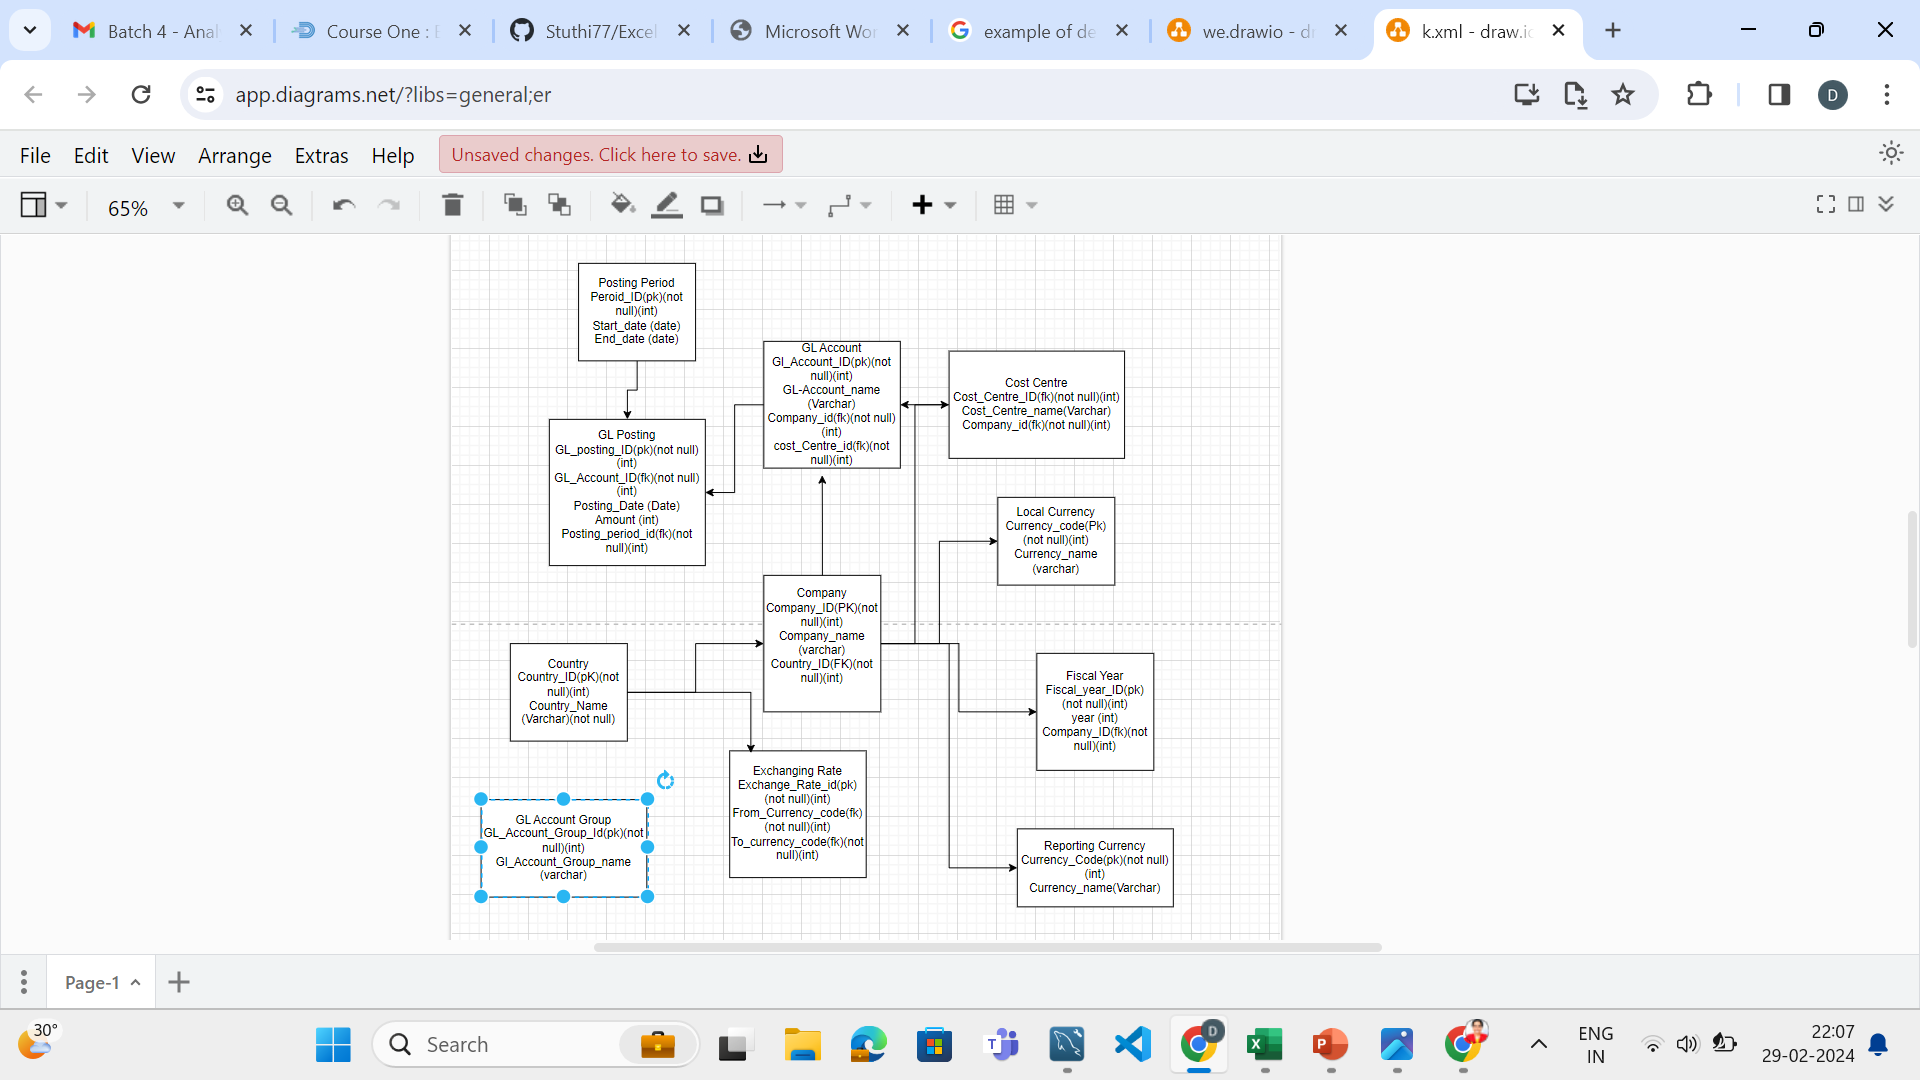 Batch 4 - Anal
Course One : E
Stuthi77/Excel
Microsoft Wor
example of de
we.drawio - dr
k.xml - draw.io
app.diagrams.net/?libs=general;er
D
File Edit View Arrange Extras Help Unsaved changes. Click here to save.
65%
Posting Period
Peroid_ID(pk)(not
null)(int)
Start_date (date)
End_date (date)
GL Account
Gl_Account_ID(pk)(not
null)(int)
GL-Account_name
(Varchar)
Company_id(fk)(not null)
(int)
cost_Centre_id(fk)(not
null)(int)
Cost Centre
Cost_Centre_ID(fk)(not null)(int)
Cost_Centre_name(Varchar)
Company_id(fk)(not null)(int)
GL Posting
GL_posting_ID(pk)(not null)
(int)
GL_Account_ID(fk)(not null)
(int)
Posting_Date (Date)
Amount (int)
Posting_period_id(fk)(not
null)(int)
Local Currency
Currency_code(Pk)
(not null)(int)
Currency_name
(varchar)
Company
Company_ID(PK)(not
null)(int)
Company_name
(varchar)
Country_ID(FK)(not
null)(int)
Country
Country_ID(pK)(not
null)(int)
Country_Name
(Varchar)(not null)
Fiscal Year
Fiscal_year_ID(pk)
(not null)(int)
year (int)
Company_ID(fk)(not
null)(int)
Exchanging Rate
Exchange_Rate_id(pk)
(not null)(int)
From_Currency_code(fk)
(not null)(int)
To_currency_code(fk)(not
null)(int)
GL Account Group
GL_Account_Group_Id(pk)(not
null)(int)
Gl_Account_Group_name
(varchar)
Reporting Currency
Currency_Code(pk)(not null)
(int)
Currency_name(Varchar)
Page-1
30°
Search
D
ENG
IN
22:07
29-02-2024